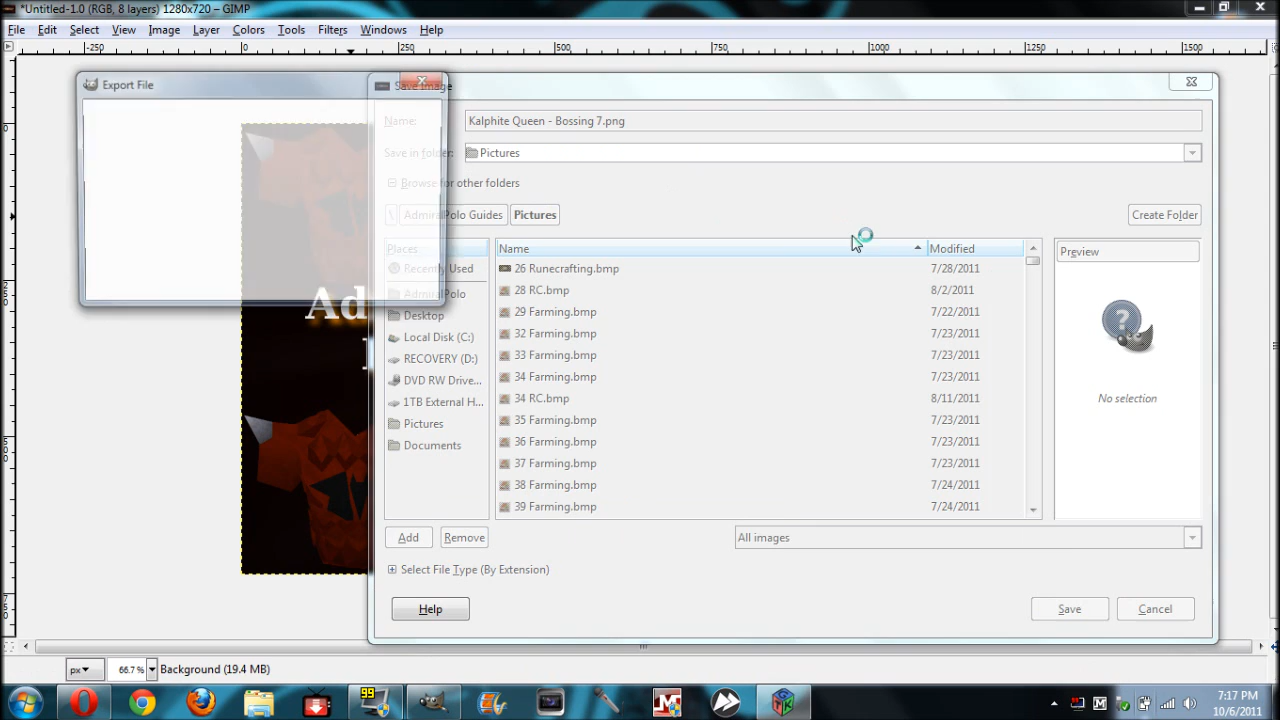 *Untitled-1.0 (RGB, 8 layers) 1280x720 – GIMP
File Edit Select View Image Layer Colors Tools Filters Windows Help
-250 0 250 500 750 1000 1250 1500
Export File
Save Image
Name: Kalphite Queen - Bossing 7.png
Save in folder: Pictures
Browse for other folders
\ AdmiralPolo Guides Pictures Create Folder
Places Name Modified Preview
Recently Used 26 Runecrafting.bmp 7/28/2011
AdmiralPolo 28 RC.bmp 8/2/2011
Desktop 29 Farming.bmp 7/22/2011
Local Disk (C:) 32 Farming.bmp 7/23/2011
RECOVERY (D:) 33 Farming.bmp 7/23/2011
DVD RW Drive... 34 Farming.bmp 7/23/2011
1TB External H... 34 RC.bmp 8/11/2011 No selection
Pictures 35 Farming.bmp 7/23/2011
Documents 36 Farming.bmp 7/23/2011
37 Farming.bmp 7/23/2011
38 Farming.bmp 7/24/2011
39 Farming.bmp 7/24/2011
Ad
Add Remove All images
Select File Type (By Extension)
Help Save Cancel
px 66.7% Background (19.4 MB)
99
7:17 PM
10/6/2011